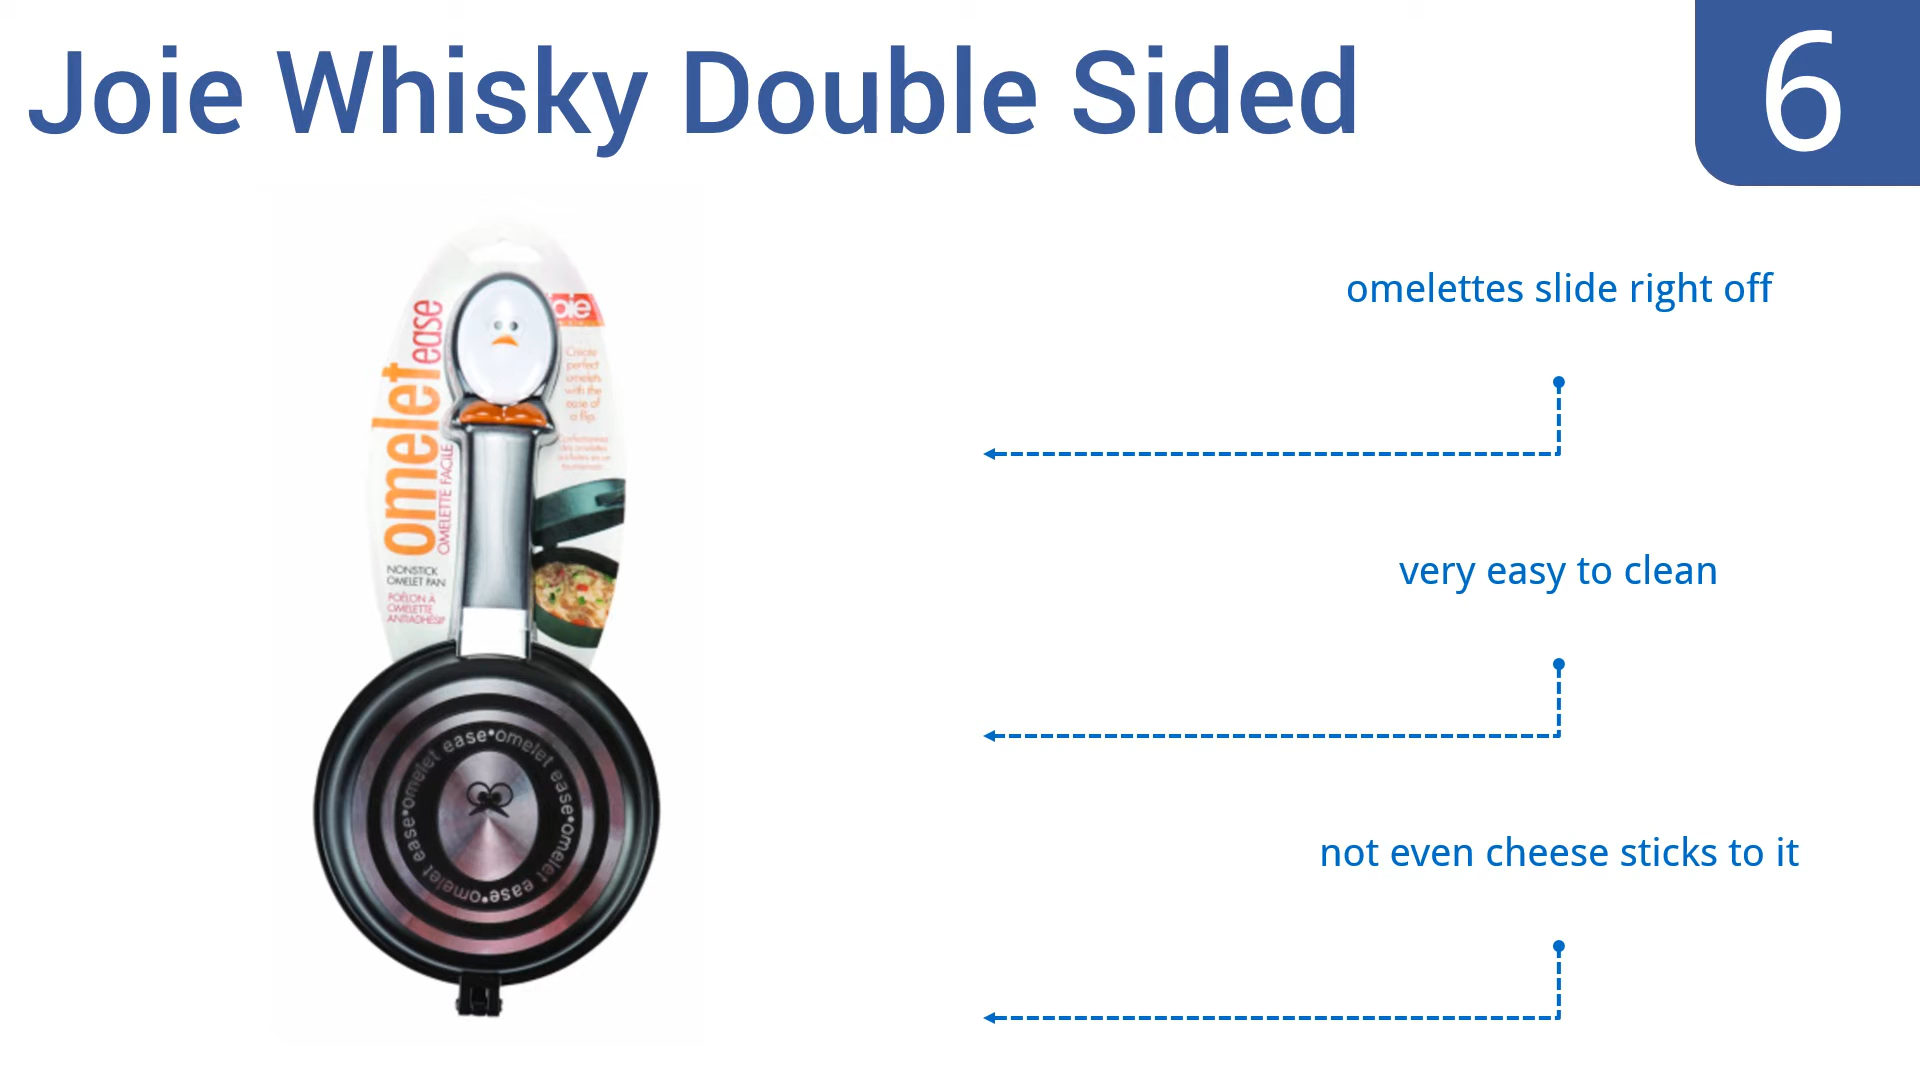 Joie Whisky Double Sided
6
omelettes slide right off
very easy to clean
not even cheese sticks to it
omelet ease
OMELETTE FACILE
oie
Create
perfect
omelets
with the
ease of
a flip.
NONSTICK
OMELET PAN
POÊLON À
OMELETTE
ANTIADHÉSIF
omelet ease•omelet ease•omelet ease•omelet ease•